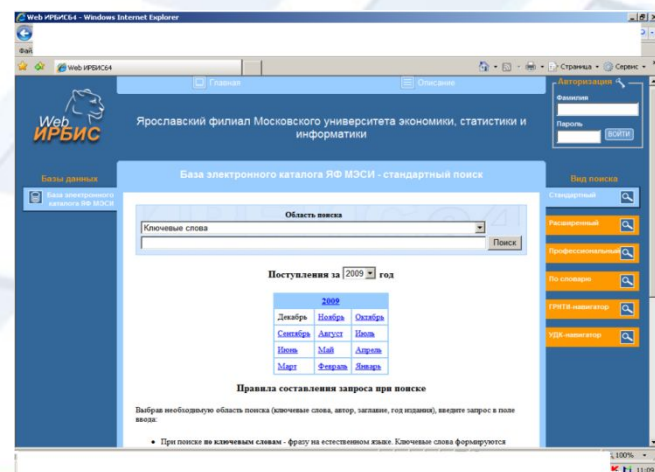 Web ИРБИС64 - Windows Internet Explorer
Фай
Web ИРБИС64
Страница
Сервис
Главная
Описание
Авторизация
Фамилия
Пароль
ВОЙТИ
Web
ИРБИС
Ярославский филиал Московского университета экономики, статистики и
информатики
Базы данных
База электронного
каталога ЯФ МЭСИ
База электронного каталога ЯФ МЭСИ - стандартный поиск
Вид поиска
Стандартный
Расширенный
Профессиональный
По словарю
ГРНТИ-навигатор
УДК-навигатор
Область поиска
Ключевые слова
Поиск
Поступления за 2009 год
2009
Декабрь Ноябрь Октябрь
Сентябрь Август Июль
Июнь Май Апрель
Март Февраль Январь
Правила составления запроса при поиске
Выбрав необходимую область поиска (ключевые слова, автор, заглавие, год издания), введите запрос в поле
ввода:
• При поиске по ключевым словам - фразу на естественном языке. Ключевые слова формируются
100%
11:09